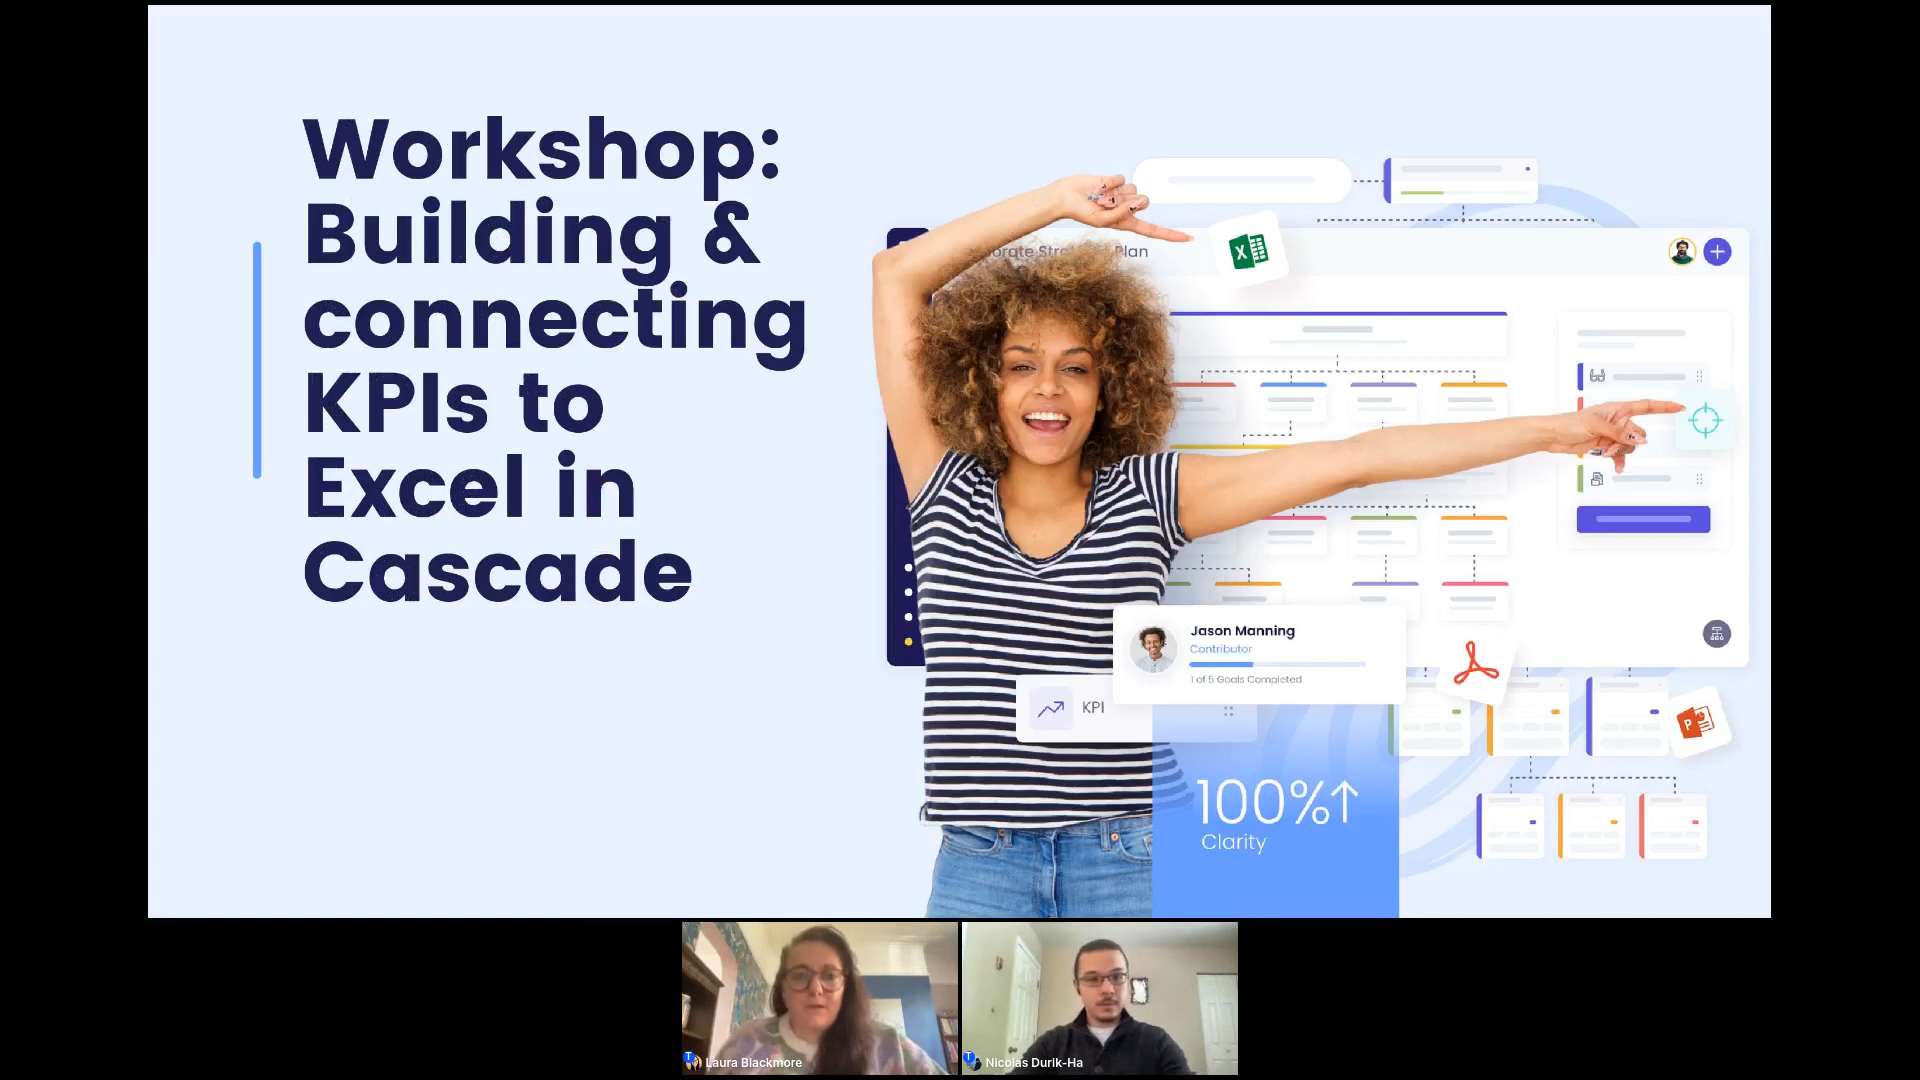 Workshop:
Building &
connecting
KPIs to
Excel in
Cascade
Plan
X
Jason Manning
Contributor
1 of 5 Goals Completed
KPI
P
100%↑
Clarity
T
Laura Blackmore
T
Nicolas Durik-Ha